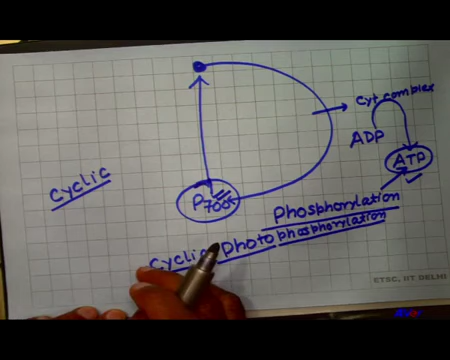 Cyt complex
ADP
ATP
Cyclic
P700
Phosphorylation
Cyclic Photo phosphorylation
ETSC, IIT DELHI